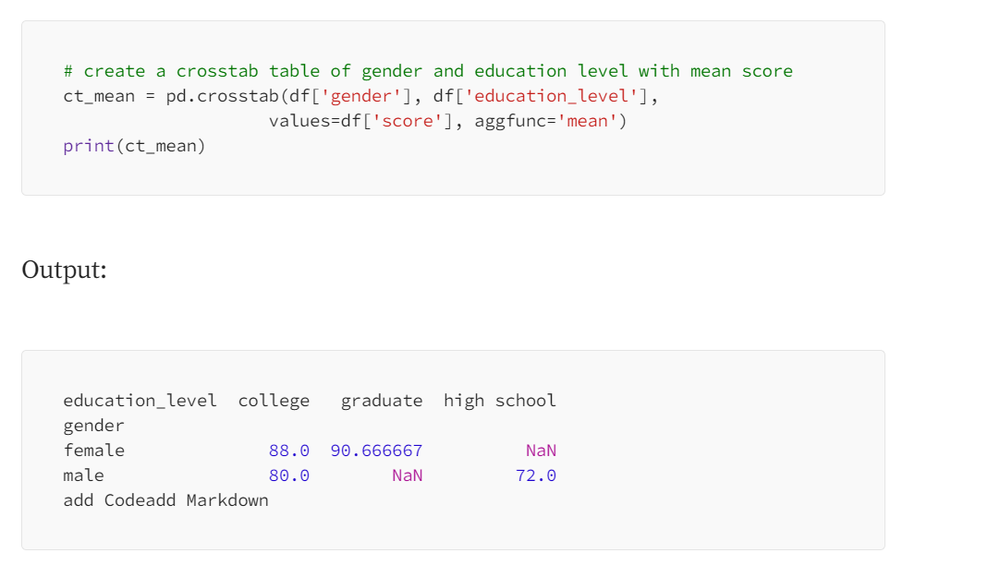 # create a crosstab table of gender and education level with mean score
ct_mean = pd.crosstab(df['gender'], df['education_level'],
                    values=df['score'], aggfunc='mean')
print(ct_mean)
Output:
education_level  college   graduate  high school
gender
female              88.0  90.666667          NaN
male                80.0        NaN         72.0
add Codeadd Markdown